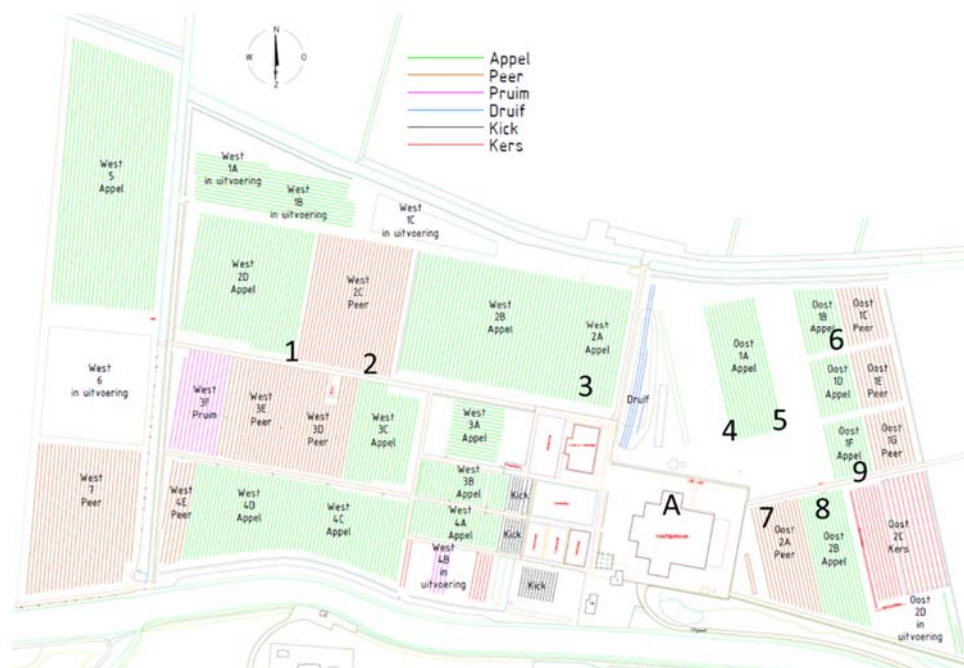 N
W
O
Z
Appel
Peer
Pruim
Druif
Kick
Kers
West
5
Appel
West
1A
in uitvoering
West
1B
in uitvoering
West
1C
in uitvoering
West
2D
Appel
West
2C
Peer
West
2B
Appel
West
2A
Appel
1
2
3
West
6
in uitvoering
West
3F
Pruim
West
3E
Peer
West
3D
Peer
West
3C
Appel
West
3A
Appel
West
3B
Appel
Kick
West
7
Peer
West
4E
Peer
West
4D
Appel
West
4C
Appel
West
4A
Appel
Kick
West
4B
in
uitvoering
Kick
Druif
Oost
1A
Appel
4
5
Oost
1B
Appel
Oost
1C
Peer
6
Oost
1D
Appel
Oost
1E
Peer
Oost
1F
Appel
Oost
1G
Peer
9
A
7
Oost
2A
Peer
8
Oost
2B
Appel
Oost
2C
Kers
Oost
2D
in
uitvoering